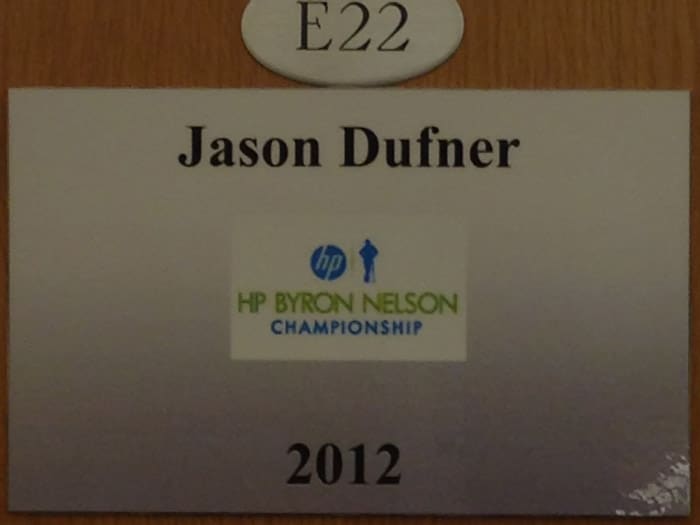 E22
Jason Dufner
hp
HP BYRON NELSON
CHAMPIONSHIP
2012